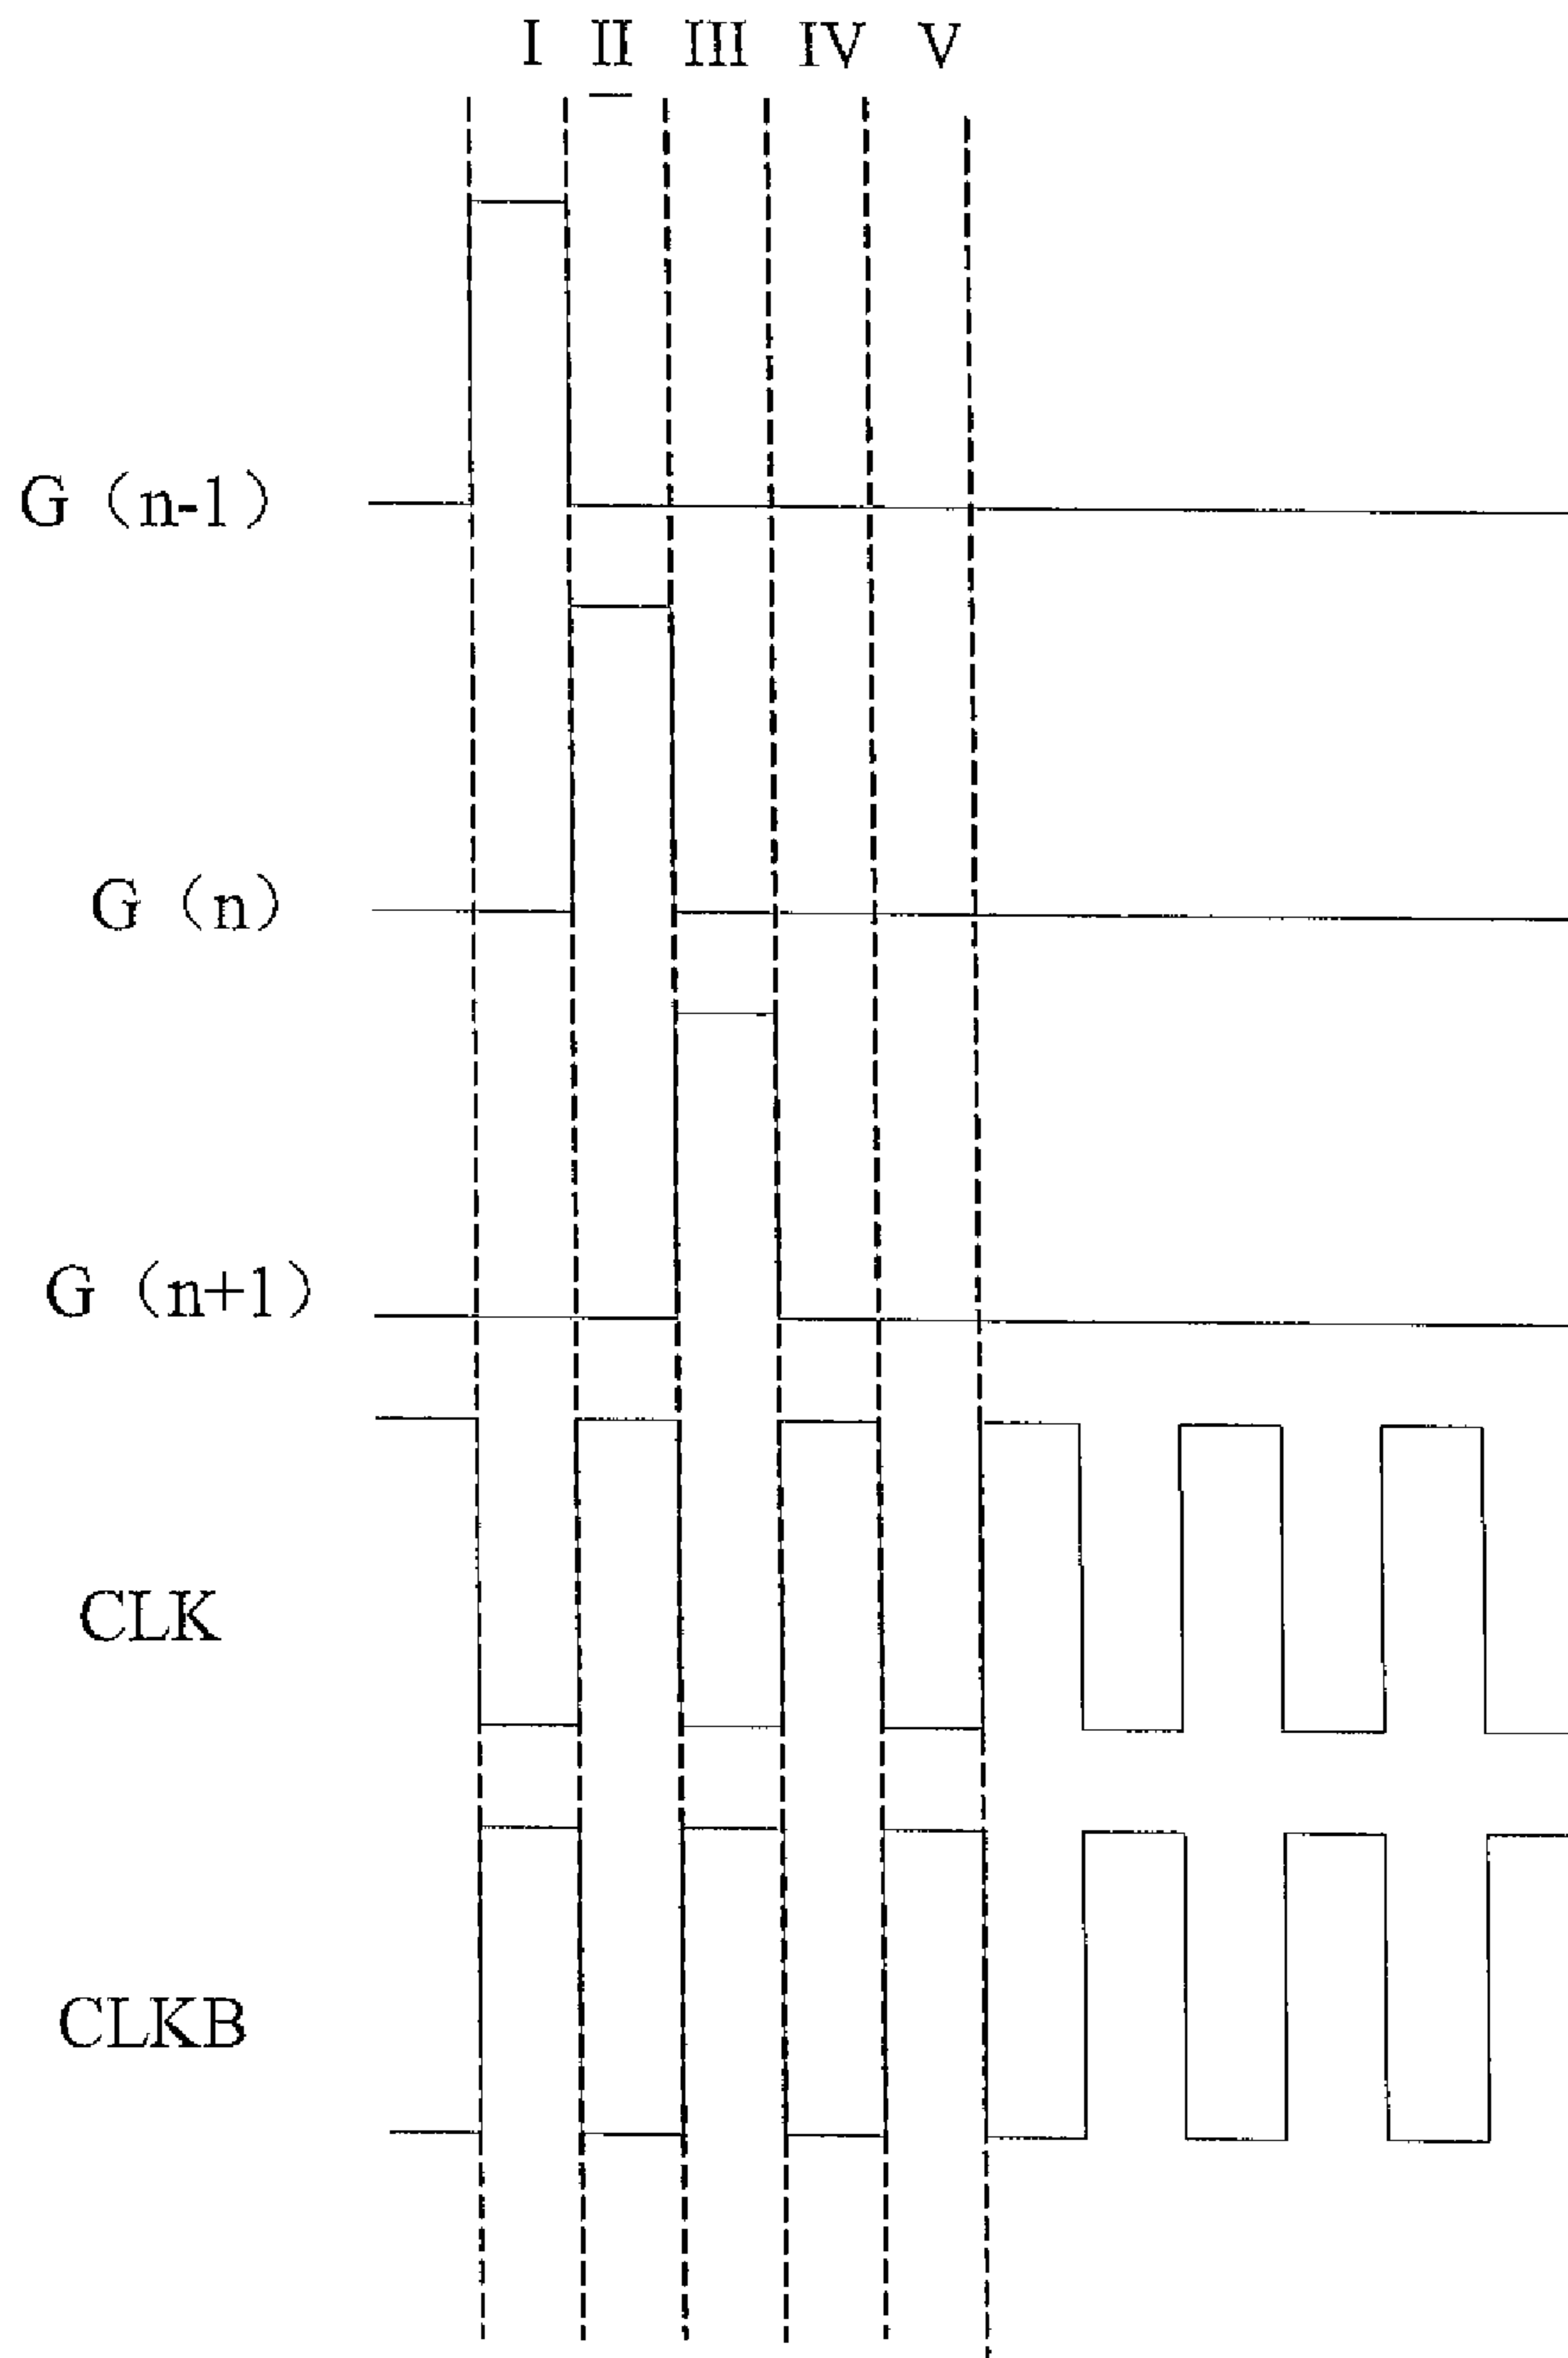 I II III IV V
G（n-1）
G（n）
G（n+1）
CLK
CLKB